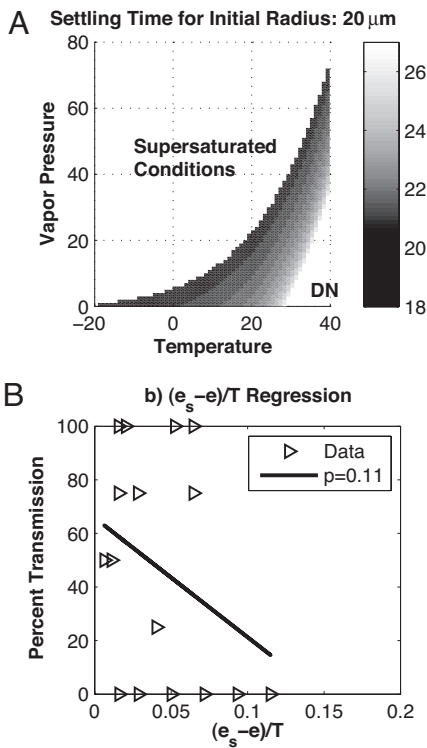 A
Settling Time for Initial Radius: 20 μm
80
60
40
20
0
Vapor Pressure
Supersaturated
Conditions
DN
−20
0
20
40
Temperature
26
24
22
20
18
B
b) (e_s−e)/T Regression
100
80
60
40
20
0
Percent Transmission
Data
p=0.11
0
0.05
0.1
0.15
0.2
(e_s−e)/T